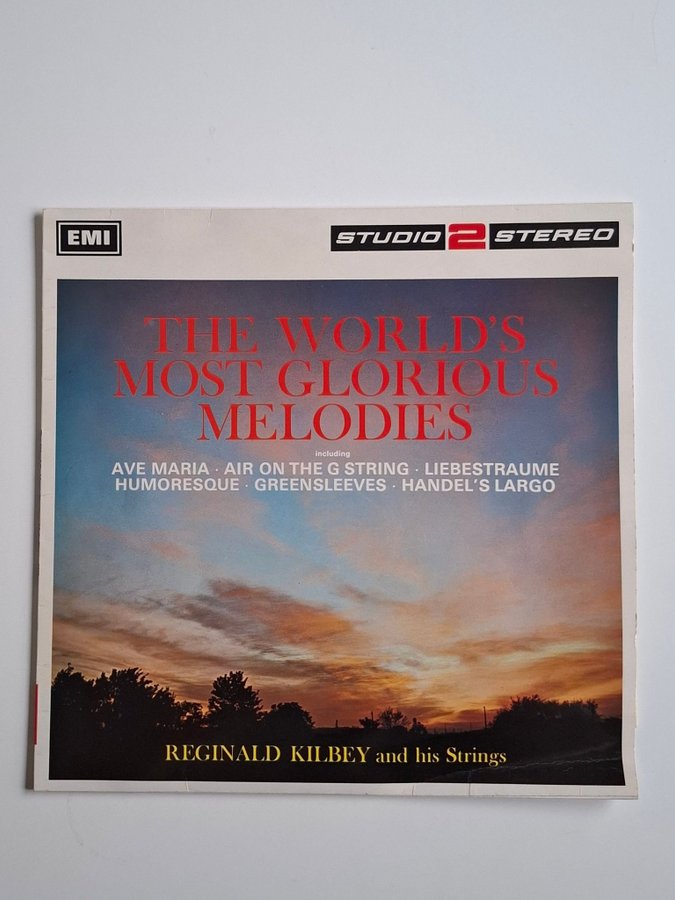 EMI
STUDIO 2 STEREO
THE WORLD'S
MOST GLORIOUS
MELODIES
including
AVE MARIA · AIR ON THE G STRING · LIEBESTRAUME
HUMORESQUE · GREENSLEEVES · HANDEL'S LARGO
REGINALD KILBEY and his Strings